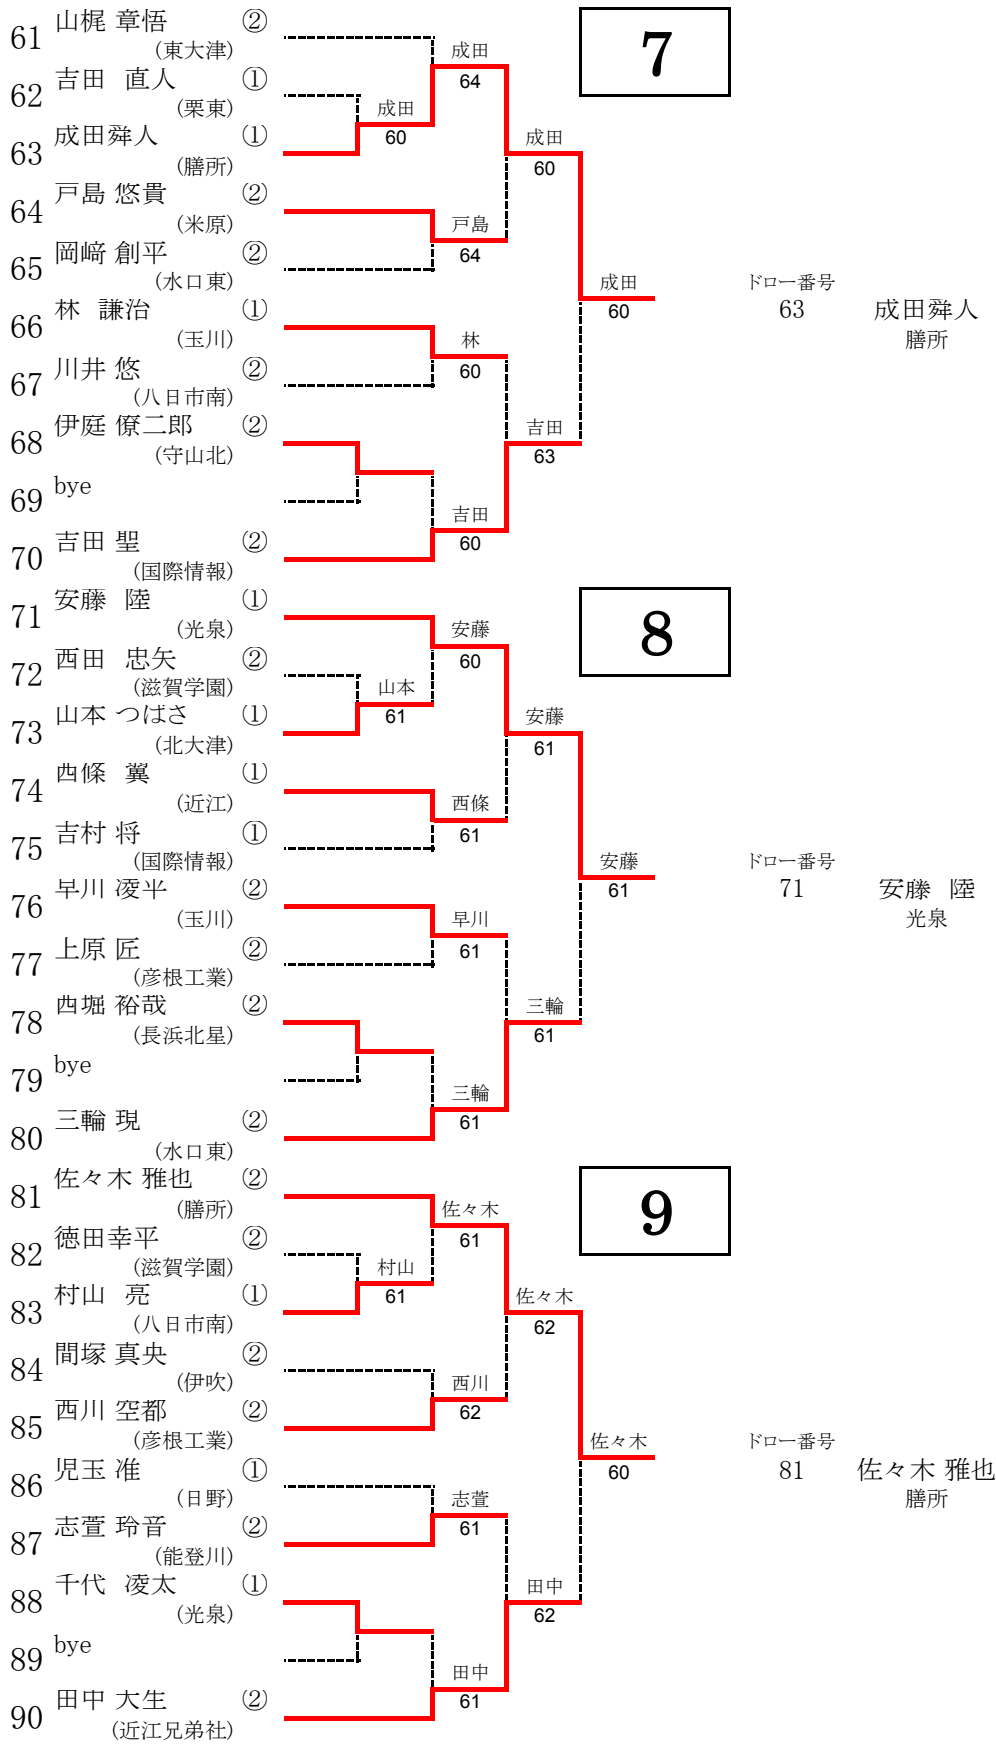 61 山梶 章悟 ②
(東大津)
62 吉田 直人 ①
(栗東)
63 成田舜人 ①
(膳所)
64 戸島 悠貴 ②
(米原)
65 岡﨑 創平 ②
(水口東)
66 林 謙治 ①
(玉川)
67 川井 悠 ②
(八日市南)
68 伊庭 僚二郎 ②
(守山北)
69 bye
70 吉田 聖 ②
(国際情報)
成田
60
成田
64
戸島
64
林
60
吉田
60
成田
60
吉田
63
成田
60
7
ドロー番号
63 成田舜人
膳所
71 安藤 陸 ①
(光泉)
72 西田 忠矢 ②
(滋賀学園)
73 山本 つばさ ①
(北大津)
74 西條 翼 ①
(近江)
75 吉村 将 ①
(国際情報)
76 早川 凌平 ②
(玉川)
77 上原 匠 ②
(彦根工業)
78 西堀 裕哉 ②
(長浜北星)
79 bye
80 三輪 現 ②
(水口東)
山本
61
安藤
60
西條
61
早川
61
三輪
61
安藤
61
三輪
61
安藤
61
8
ドロー番号
71 安藤 陸
光泉
81 佐々木 雅也 ②
(膳所)
82 徳田幸平 ②
(滋賀学園)
83 村山 亮 ①
(八日市南)
84 間塚 真央 ②
(伊吹)
85 西川 空都 ②
(彦根工業)
86 児玉 准 ①
(日野)
87 志萱 玲音 ②
(能登川)
88 千代 凌太 ①
(光泉)
89 bye
90 田中 大生 ②
(近江兄弟社)
村山
61
佐々木
61
西川
62
志萱
61
田中
61
佐々木
62
田中
62
佐々木
60
9
ドロー番号
81 佐々木 雅也
膳所